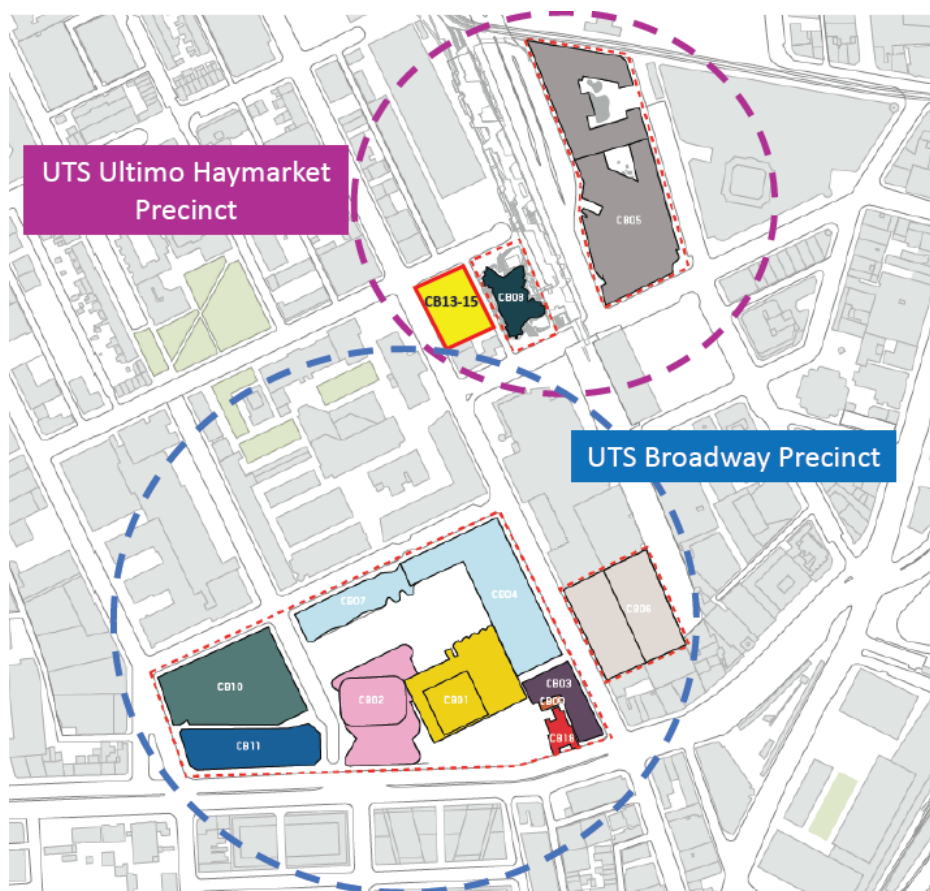 UTS Ultimo Haymarket
Precinct
CB05
CB13-15
CB08
UTS Broadway Precinct
CB07
CB04
CB06
CB10
CB02
CB01
CB03
CB09
CB11
CB18